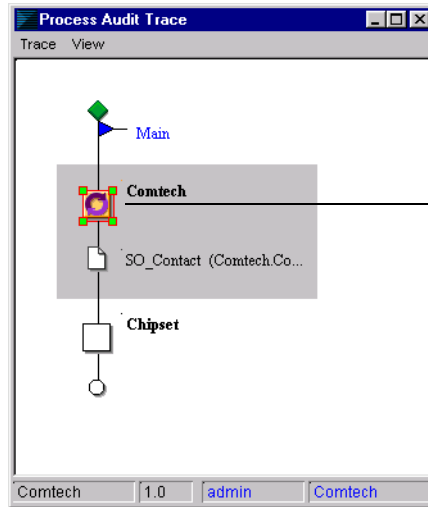 Process Audit Trace
Trace View
Main
Comtech
SO_Contact (Comtech.Co...
Chipset
Comtech 1.0 admin Comtech